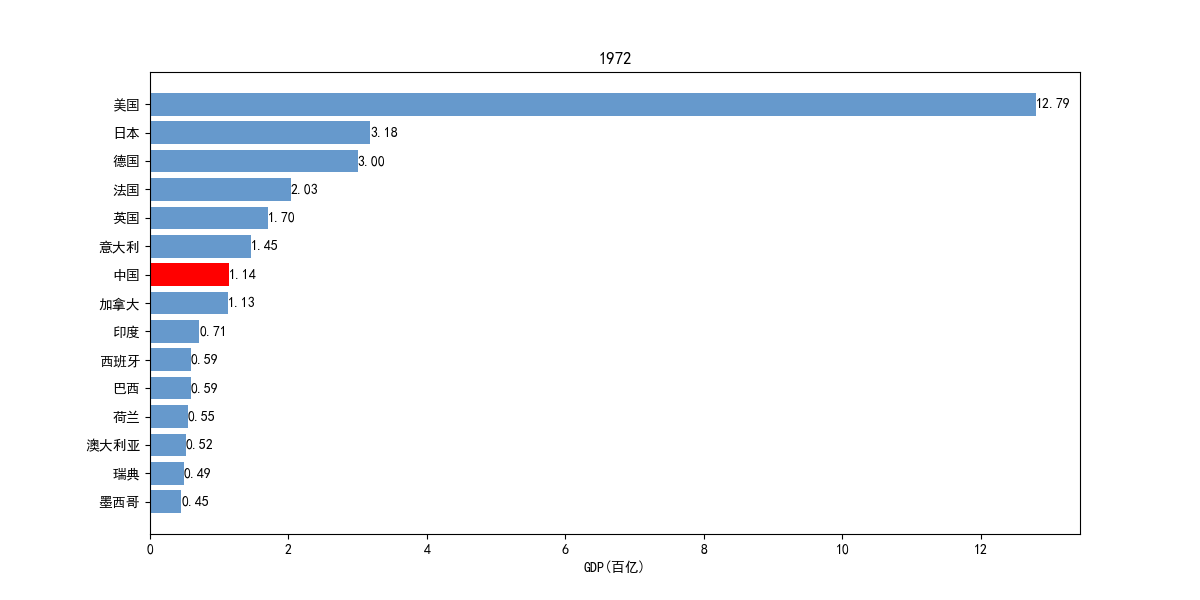 1972
美国 12.79
日本 3.18
德国 3.00
法国 2.03
英国 1.70
意大利 1.45
中国 1.14
加拿大 1.13
印度 0.71
西班牙 0.59
巴西 0.59
荷兰 0.55
澳大利亚 0.52
瑞典 0.49
墨西哥 0.45
0 2 4 6 8 10 12
GDP(百亿)